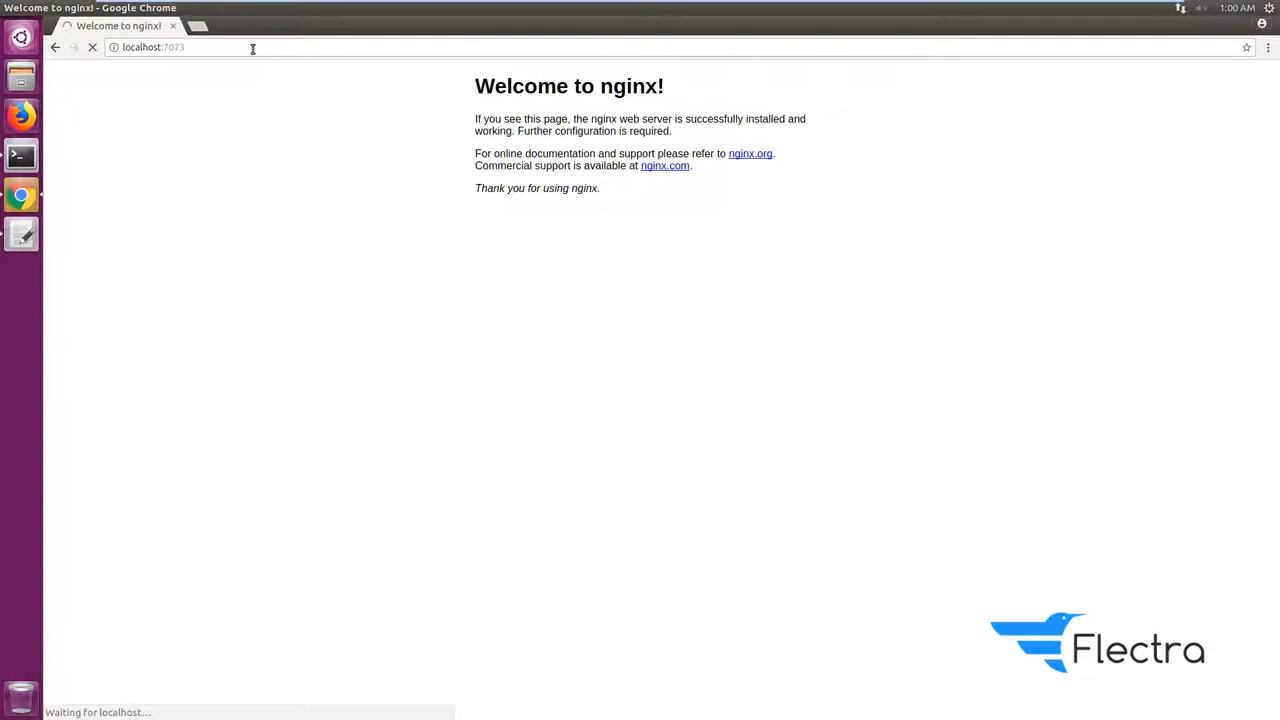 Welcome to nginx! - Google Chrome
1:00 AM
Welcome to nginx!
localhost:7073
Welcome to nginx!
If you see this page, the nginx web server is successfully installed and
working. Further configuration is required.
For online documentation and support please refer to nginx.org.
Commercial support is available at nginx.com.
Thank you for using nginx.
Flectra
Waiting for localhost...